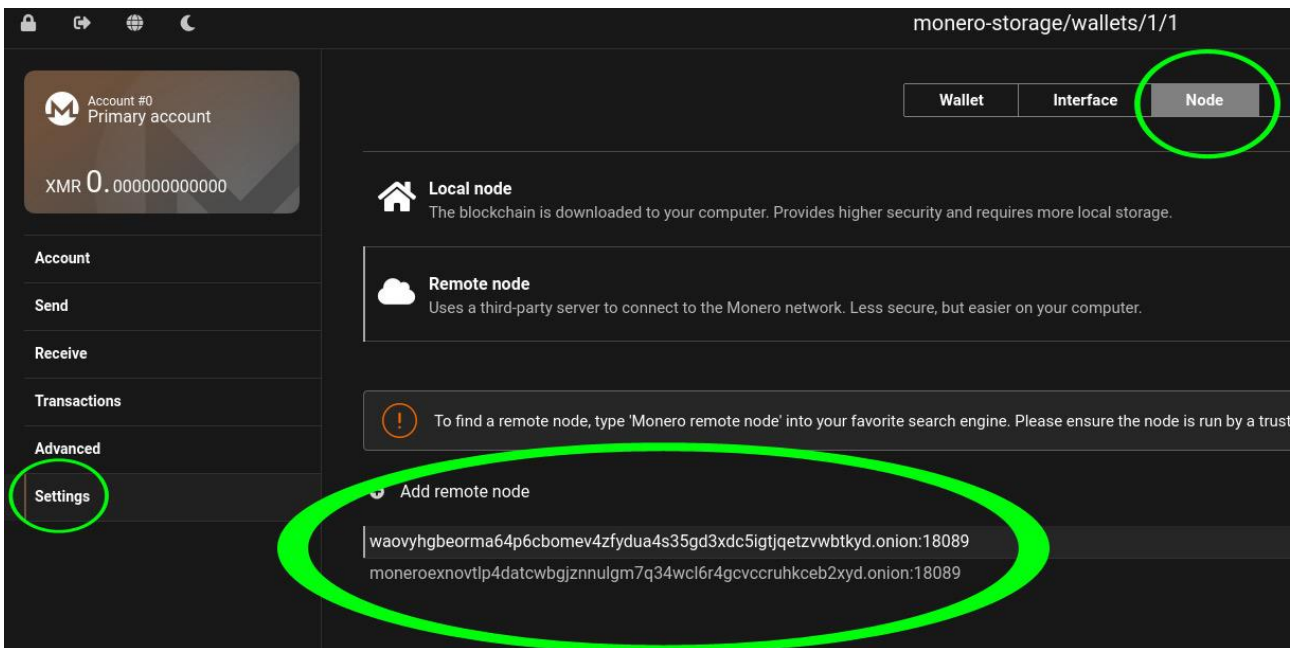 monero-storage/wallets/1/1
Account #0
Primary account
XMR 0.000000000000
Wallet
Interface
Node
Local node
The blockchain is downloaded to your computer. Provides higher security and requires more local storage.
Remote node
Uses a third-party server to connect to the Monero network. Less secure, but easier on your computer.
Account
Send
Receive
Transactions
Advanced
Settings
To find a remote node, type 'Monero remote node' into your favorite search engine. Please ensure the node is run by a trust
Add remote node
waovyhgbeorma64p6cbomev4zfydua4s35gd3xdc5igtjqetzvwbtkyd.onion:18089
moneroexnovtlp4datcwbgjznnulgm7q34wcl6r4gcvccruhkceb2xyd.onion:18089